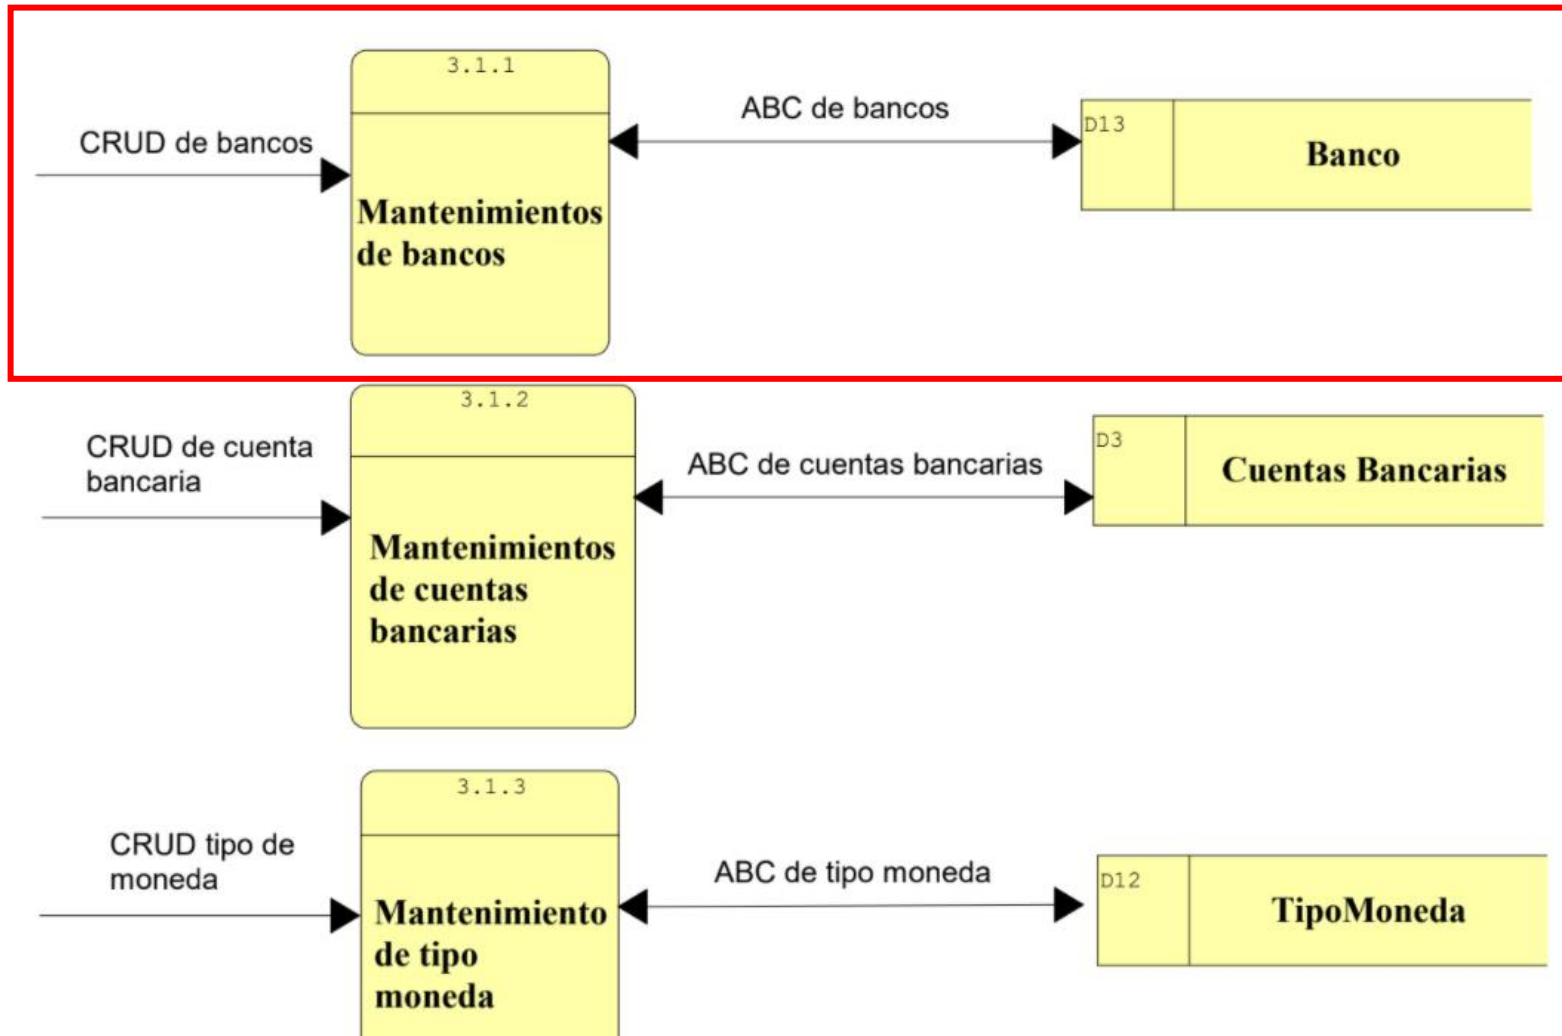 3.1.1
CRUD de bancos
ABC de bancos
D13
Banco
Mantenimientos
de bancos
3.1.2
CRUD de cuenta
bancaria
ABC de cuentas bancarias
D3
Cuentas Bancarias
Mantenimientos
de cuentas
bancarias
3.1.3
CRUD tipo de
moneda
ABC de tipo moneda
D12
TipoMoneda
Mantenimiento
de tipo
moneda